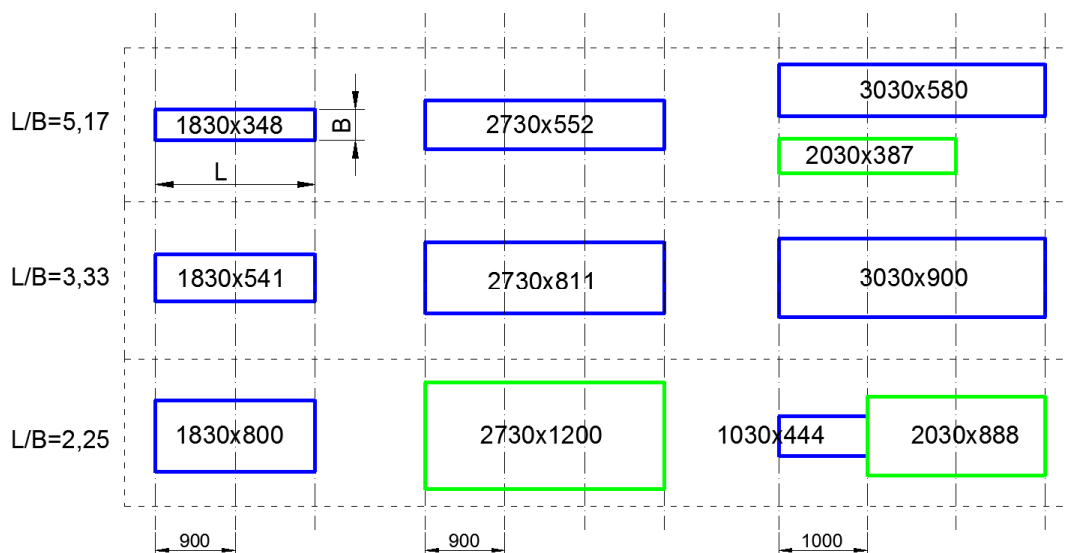 3030x580
L/B=5,17
1830x348
B
2730x552
2030x387
L
L/B=3,33
1830x541
2730x811
3030x900
L/B=2,25
1830x800
2730x1200
1030x444
2030x888
900
900
1000